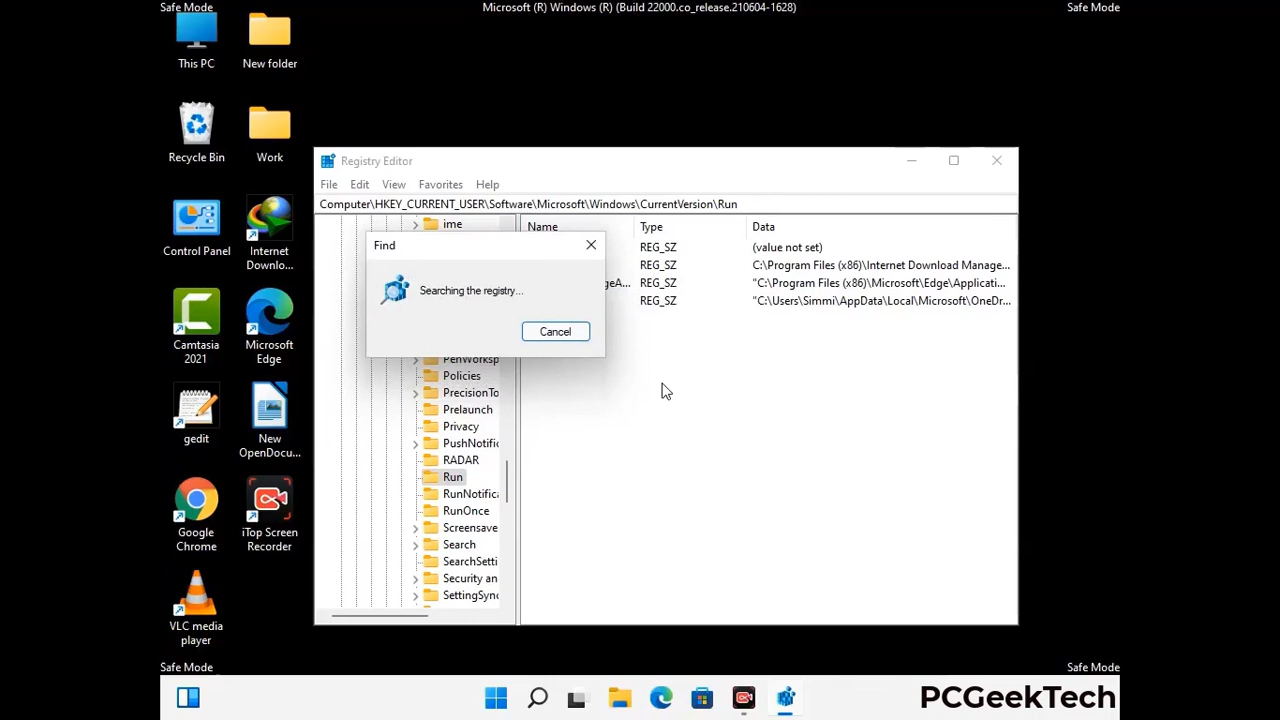 Safe Mode
Microsoft (R) Windows (R) (Build 22000.co_release.210604-1628)
Safe Mode
This PC
New folder
Recycle Bin
Work
Control Panel
Internet
Downlo...
Camtasia
2021
Microsoft
Edge
gedit
New
OpenDocu...
Google
Chrome
iTop Screen
Recorder
VLC media
player
Registry Editor
File Edit View Favorites Help
Computer\HKEY_CURRENT_USER\Software\Microsoft\Windows\CurrentVersion\Run
ime
PenWorksp
Policies
PrecisionTo
Prelaunch
Privacy
PushNotific
RADAR
Run
RunNotifica
RunOnce
Screensave
Search
SearchSetti
Security an
SettingSync
Name Type Data
REG_SZ (value not set)
REG_SZ C:\Program Files (x86)\Internet Download Manage...
geA... REG_SZ "C:\Program Files (x86)\Microsoft\Edge\Applicati...
REG_SZ "C:\Users\Simmi\AppData\Local\Microsoft\OneDr...
Find
Searching the registry...
Cancel
Safe Mode
Safe Mode
PCGeekTech